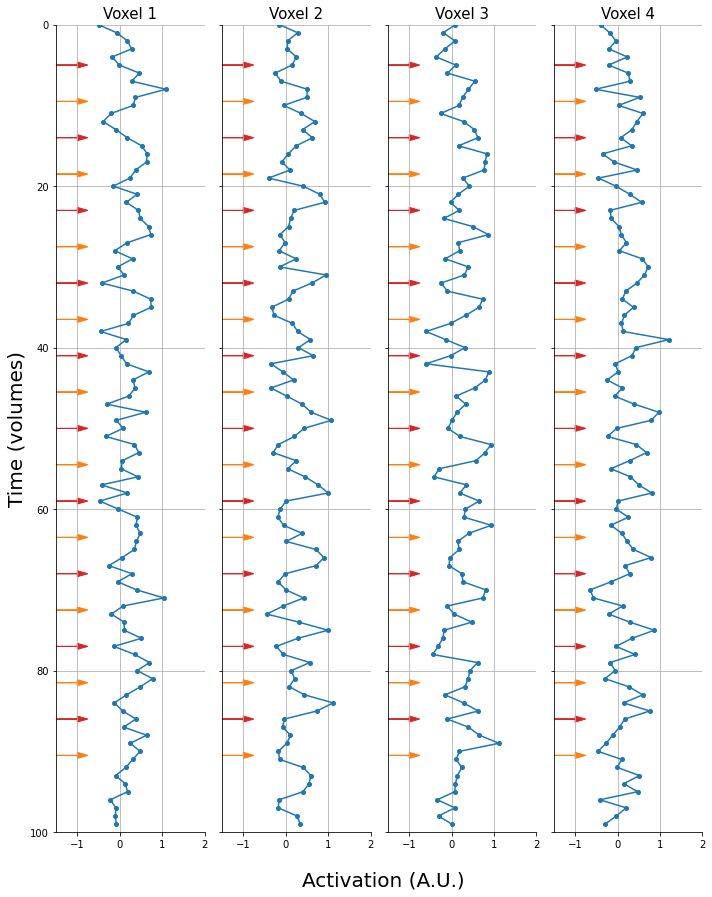 Voxel 1 Voxel 2 Voxel 3 Voxel 4
0
20
40
60
80
100
Time (volumes)
−1 0 1 2 −1 0 1 2 −1 0 1 2 −1 0 1 2
Activation (A.U.)